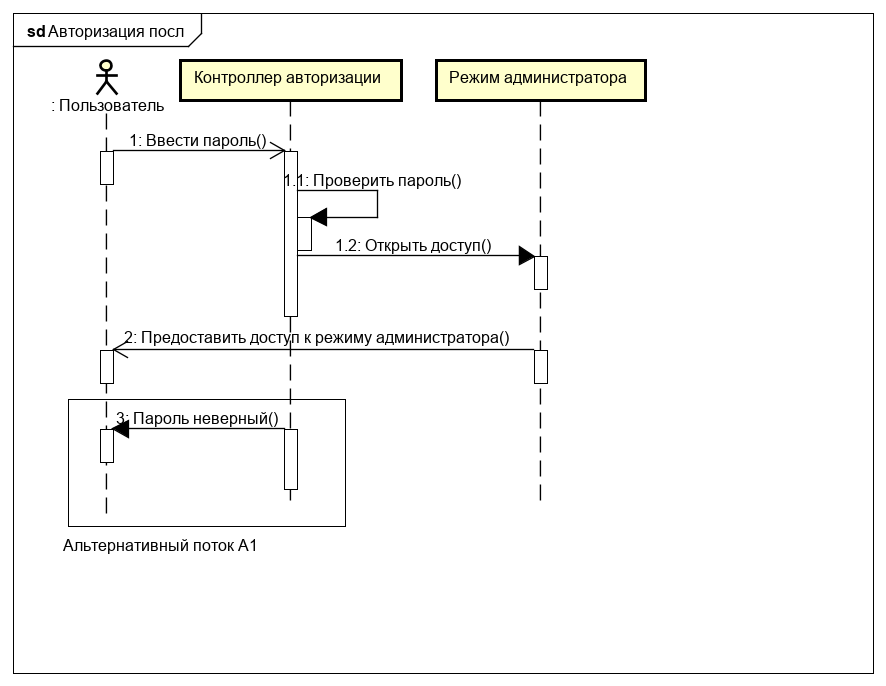 sd Авторизация посл
Контроллер авторизации
Режим администратора
: Пользователь
1: Ввести пароль()
1.1: Проверить пароль()
1.2: Открыть доступ()
2: Предоставить доступ к режиму администратора()
3: Пароль неверный()
Альтернативный поток А1